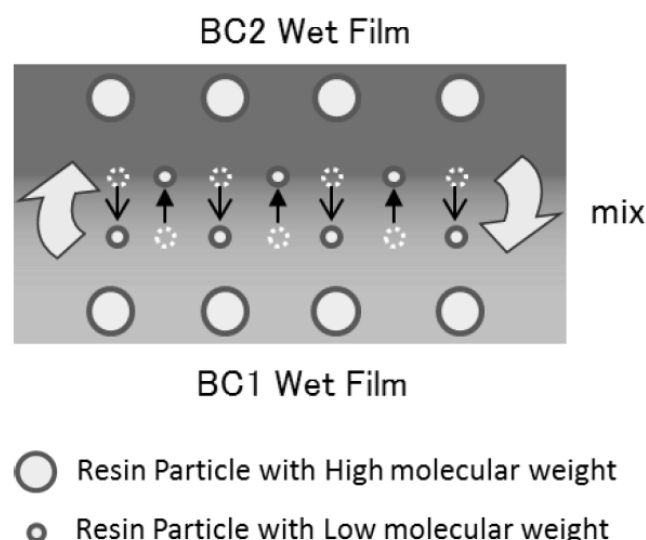 BC2 Wet Film
mix
BC1 Wet Film
Resin Particle with High molecular weight
Resin Particle with Low molecular weight